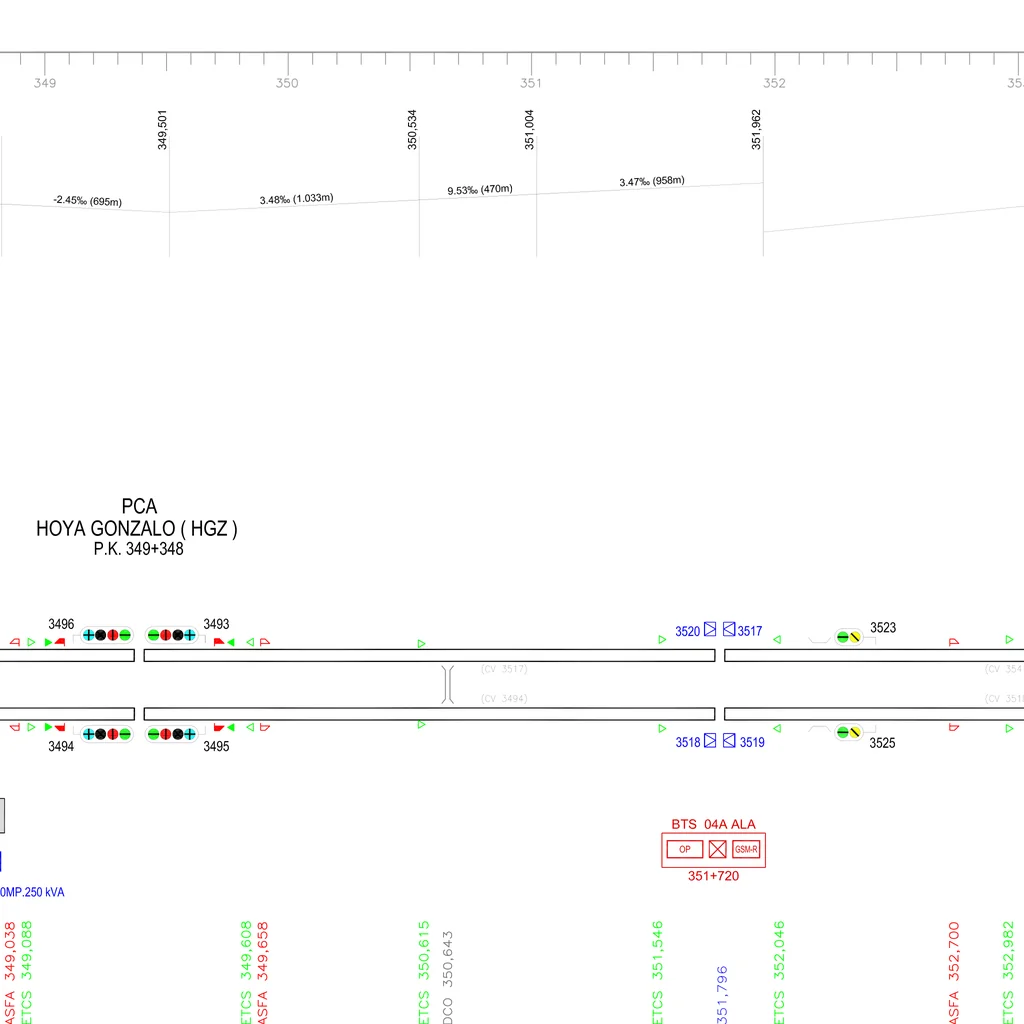 349
350
351
352
349,501
350,534
351,004
351,962
-2.45‰ (695m)
3.48‰ (1.033m)
9.53‰ (470m)
3.47‰ (958m)
PCA
HOYA GONZALO ( HGZ )
P.K. 349+348
3496
3493
3520
3517
3523
(CV 3517)
(CV 354
(CV 3494)
(CV 3518
3494
3495
3518
3519
3525
BTS 04A ALA
OP
GSM-R
351+720
0MP.250 kVA
ASFA 349,038
ETCS 349,088
ETCS 349,608
ASFA 349,658
ETCS 350,615
DCO 350,643
ETCS 351,546
351,796
ETCS 352,046
ASFA 352,700
ETCS 352,982